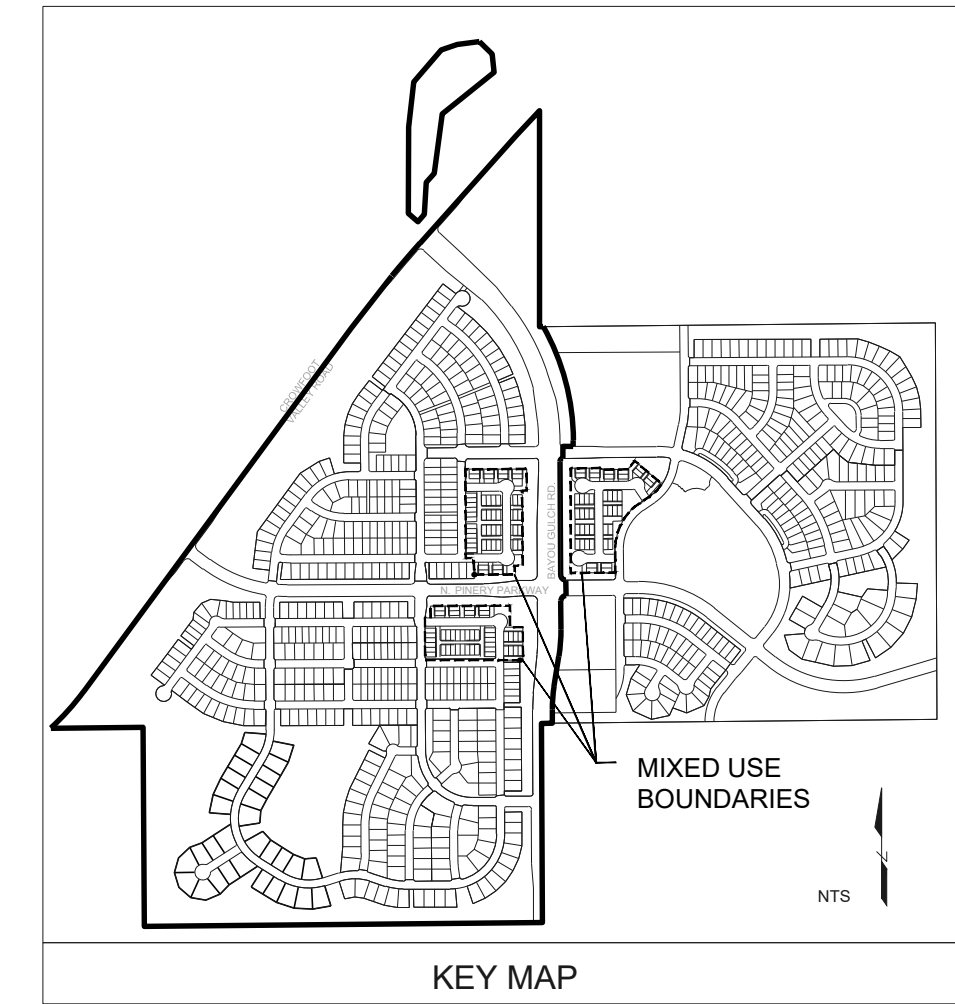 CROWFOOT
VALLEY ROAD
BAYOU GULCH RD.
N. PINERY PARKWAY
MIXED USE
BOUNDARIES
NTS
KEY MAP